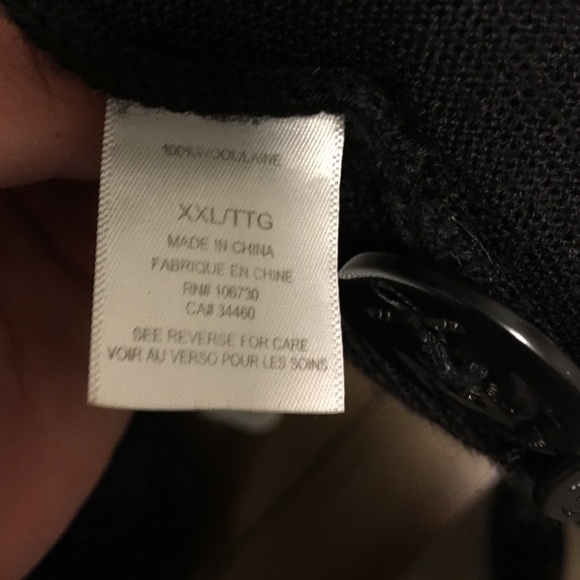 100% WOOL/LAINE
XXL/TTG
MADE IN CHINA
FABRIQUE EN CHINE
RN# 106730
CA# 34460
SEE REVERSE FOR CARE
VOIR AU VERSO POUR LES SOINS